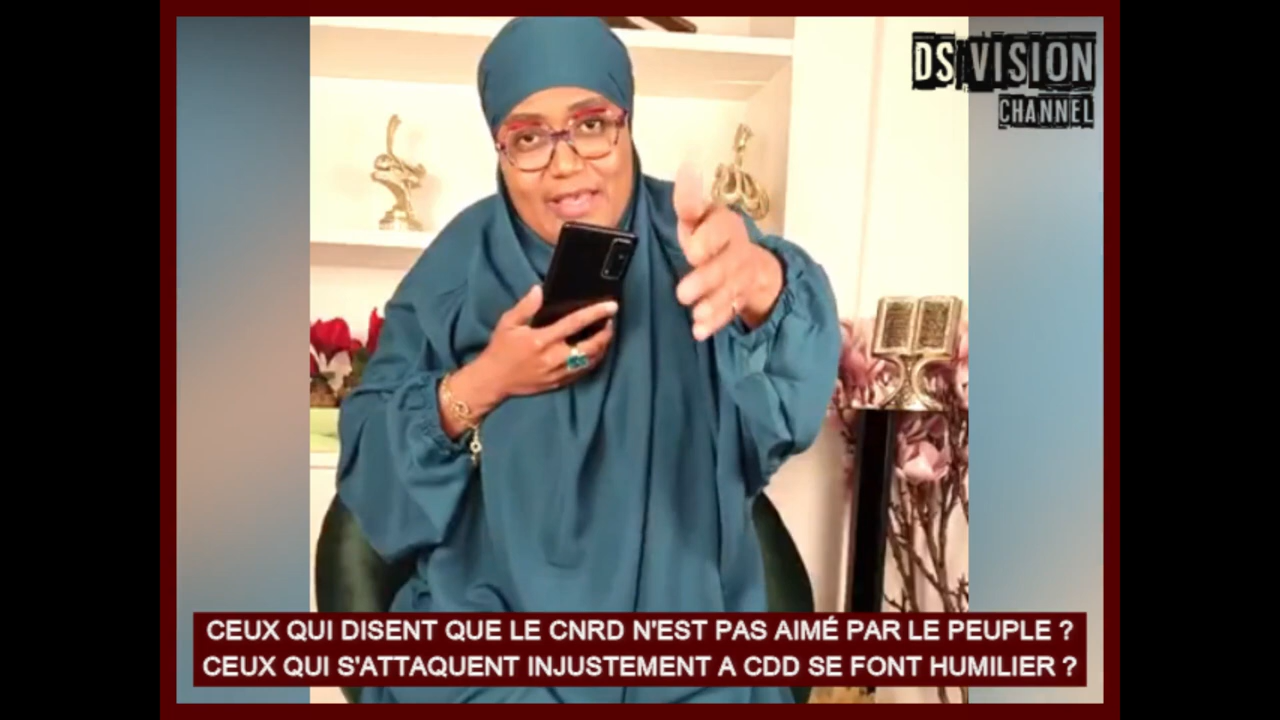 DS VISION
CHANNEL
CEUX QUI DISENT QUE LE CNRD N'EST PAS AIMÉ PAR LE PEUPLE ?
CEUX QUI S'ATTAQUENT INJUSTEMENT A CDD SE FONT HUMILIER ?